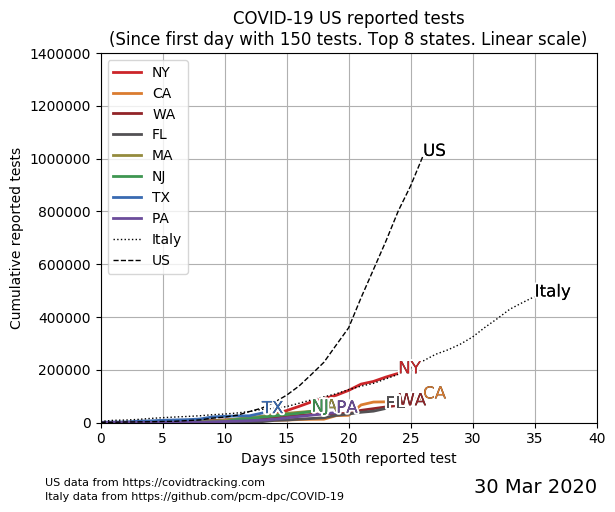 COVID-19 US reported tests
(Since first day with 150 tests. Top 8 states. Linear scale)
1400000
1200000
1000000
800000
600000
400000
200000
0
Cumulative reported tests
NY
CA
WA
FL
MA
NJ
TX
PA
Italy
US
US
Italy
NY
CA
WA
FL
PA
MA
NJ
TX
0 5 10 15 20 25 30 35 40
Days since 150th reported test
US data from https://covidtracking.com
Italy data from https://github.com/pcm-dpc/COVID-19
30 Mar 2020